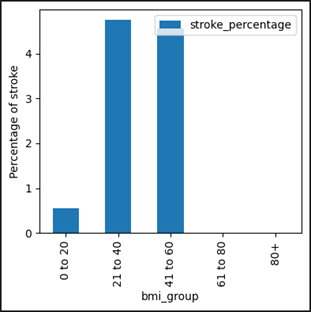 stroke_percentage
Percentage of stroke
4
3
2
1
0
0 to 20
21 to 40
41 to 60
61 to 80
80+
bmi_group